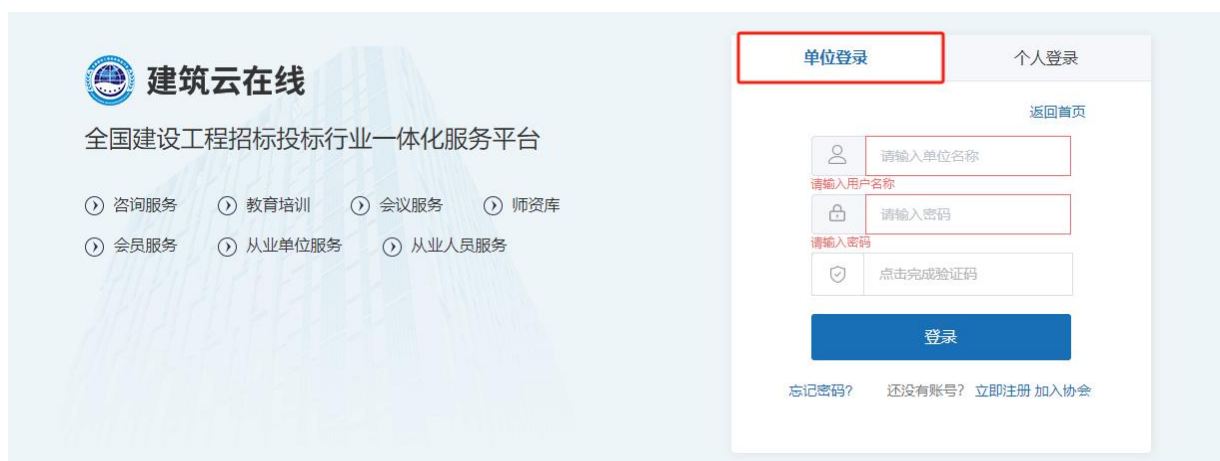 建筑云在线
全国建设工程招标投标行业一体化服务平台
咨询服务 教育培训 会议服务 师资库
会员服务 从业单位服务 从业人员服务
单位登录 个人登录
返回首页
请输入单位名称
请输入用户名称
请输入密码
请输入密码
点击完成验证码
登录
忘记密码? 还没有账号? 立即注册 加入协会